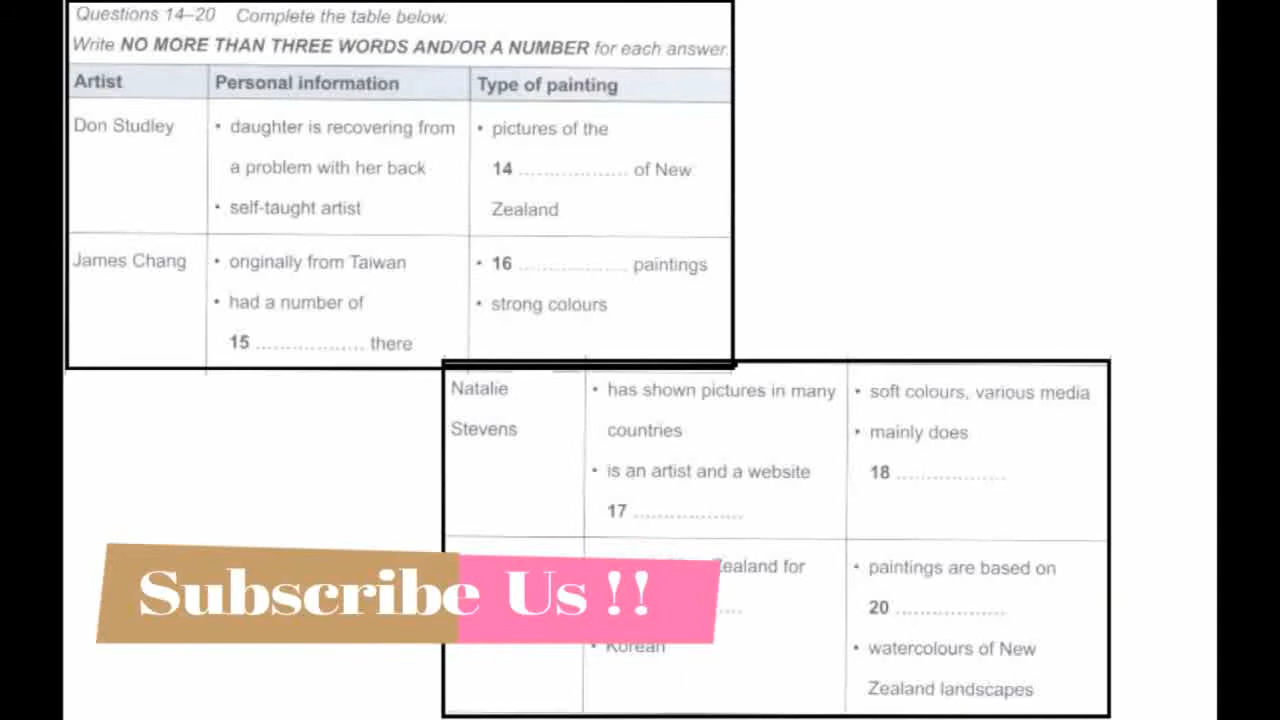 Questions 14–20 Complete the table below.
Write NO MORE THAN THREE WORDS AND/OR A NUMBER for each answer.
Artist
Personal information
Type of painting
Don Studley
• daughter is recovering from
a problem with her back
• self-taught artist
• pictures of the
14 .................... of New
Zealand
James Chang
• originally from Taiwan
• had a number of
15 .................... there
• 16 .................... paintings
• strong colours
Natalie
Stevens
• has shown pictures in many
countries
• is an artist and a website
17 ....................
• soft colours, various media
• mainly does
18 ....................
Zealand for
• Korean
• paintings are based on
20 ....................
• watercolours of New
Zealand landscapes
Subscribe Us !!